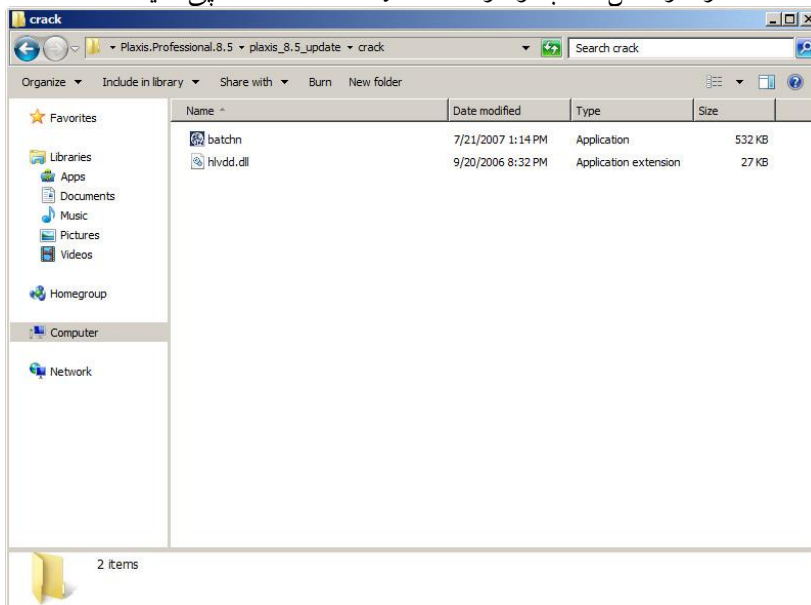 crack
Plaxis.Professional.8.5 plaxis_8.5_update crack
Search crack
Organize Include in library Share with Burn New folder
Name Date modified Type Size
batchn 7/21/2007 1:14 PM Application 532 KB
hlvdd.dll 9/20/2006 8:32 PM Application extension 27 KB
Favorites
Libraries
Apps
Documents
Music
Pictures
Videos
Homegroup
Computer
Network
2 items